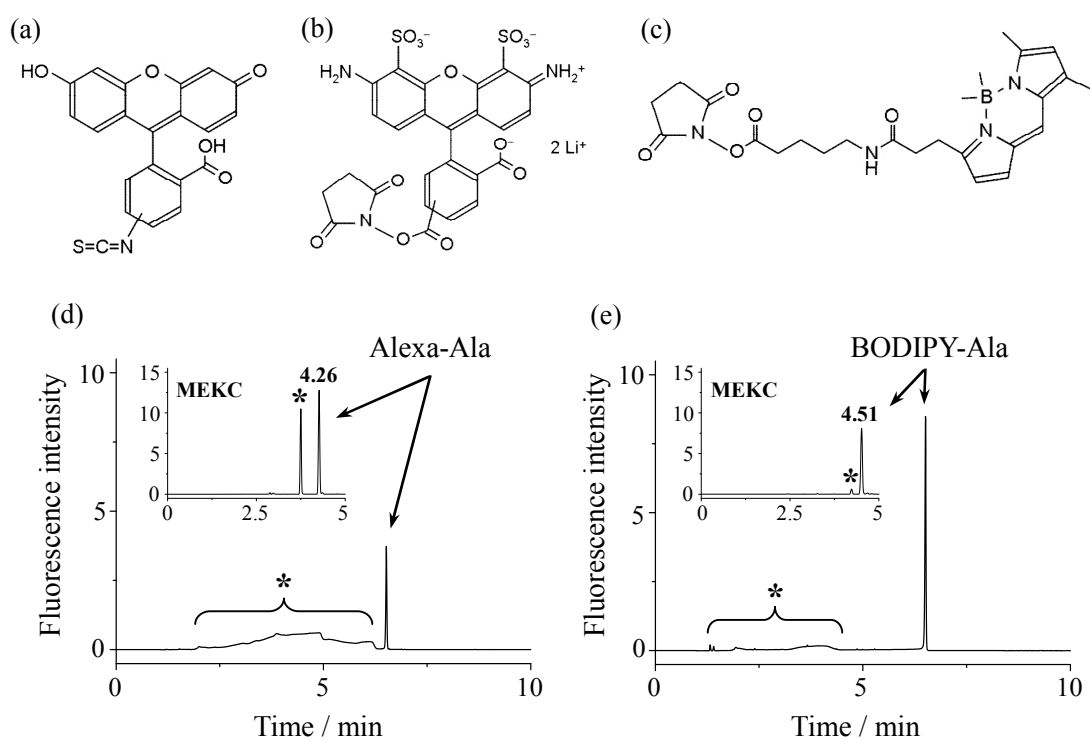 (a)
(b)
(c)
HO
O
O
OH
O
S=C=N
SO₃⁻
SO₃⁻
H₂N
O
NH₂⁺
O⁻
O
2 Li⁺
O
N
O
O
O
O
N
O
O
O
O
N
H
B
N
N
(d)
Alexa-Ala
Fluorescence intensity
10
5
0
MEKC
15
10
5
0
0
2.5
5
*
4.26
*
0
5
10
Time / min
(e)
BODIPY-Ala
Fluorescence intensity
10
5
0
MEKC
15
10
5
0
0
2.5
5
*
4.51
*
0
5
10
Time / min